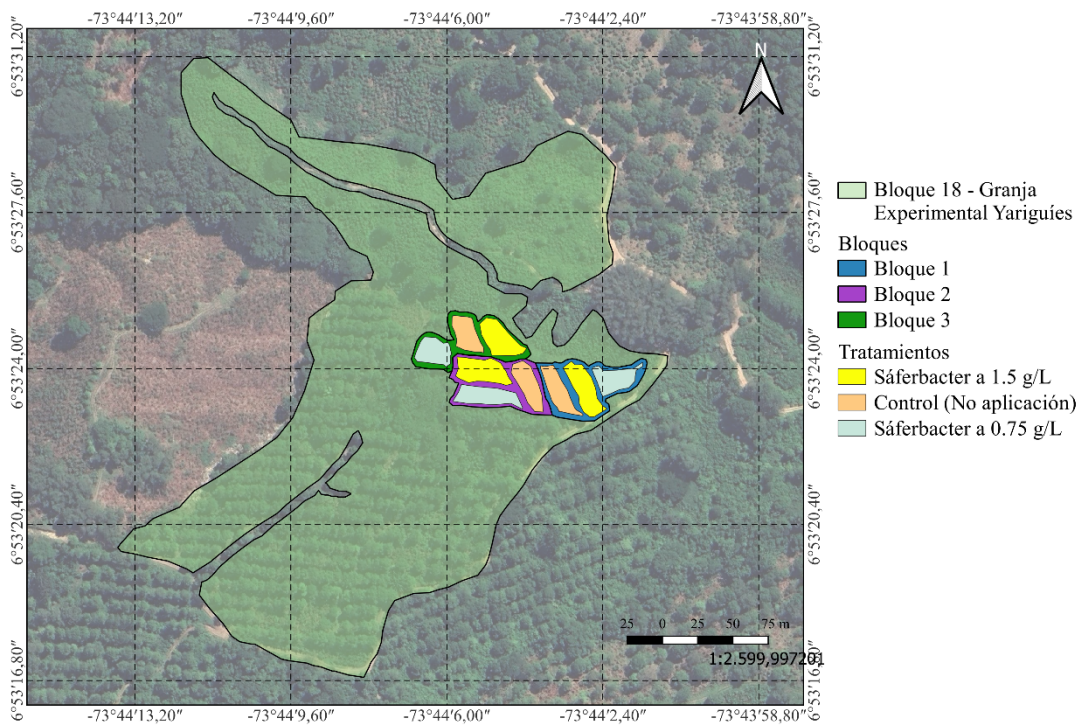 -73°44′13,20″ -73°44′9,60″ -73°44′6,00″ -73°44′2,40″ -73°43′58,80″
6°53′31,20″ 6°53′31,20″
N
6°53′27,60″ 6°53′27,60″
Bloque 18 - Granja
Experimental Yariguíes
Bloques
Bloque 1
Bloque 2
Bloque 3
6°53′24,00″ 6°53′24,00″
Tratamientos
Sáferbacter a 1.5 g/L
Control (No aplicación)
Sáferbacter a 0.75 g/L
6°53′20,40″ 6°53′20,40″
25 0 25 50 75 m
1:2.599,997201
6°53′16,80″ 6°53′16,80″
-73°44′13,20″ -73°44′9,60″ -73°44′6,00″ -73°44′2,40″ -73°43′58,80″